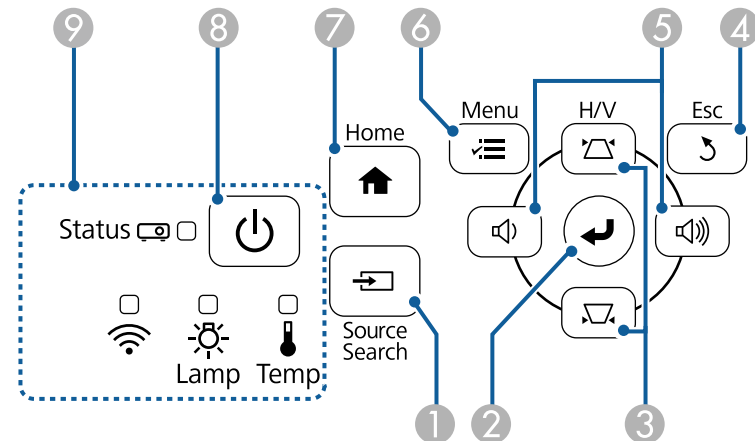 9
8
7
6
5
4
Menu
H/V
Esc
Home
Status
Source
Search
Lamp
Temp
1
2
3